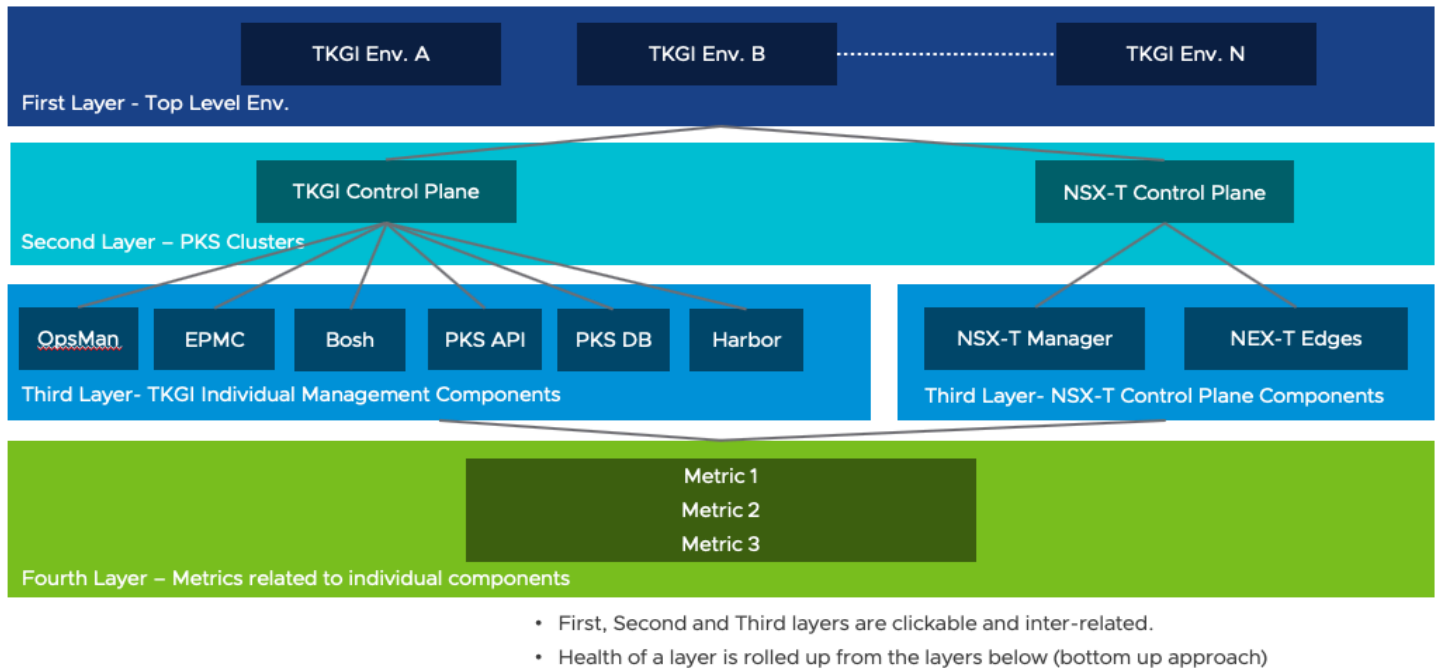 TKGI Env. A
TKGI Env. B
TKGI Env. N
First Layer - Top Level Env.
TKGI Control Plane
NSX-T Control Plane
Second Layer – PKS Clusters
OpsMan
EPMC
Bosh
PKS API
PKS DB
Harbor
NSX-T Manager
NEX-T Edges
Third Layer- TKGI Individual Management Components
Third Layer- NSX-T Control Plane Components
Metric 1
Metric 2
Metric 3
Fourth Layer – Metrics related to individual components
• First, Second and Third layers are clickable and inter-related.
• Health of a layer is rolled up from the layers below (bottom up approach)